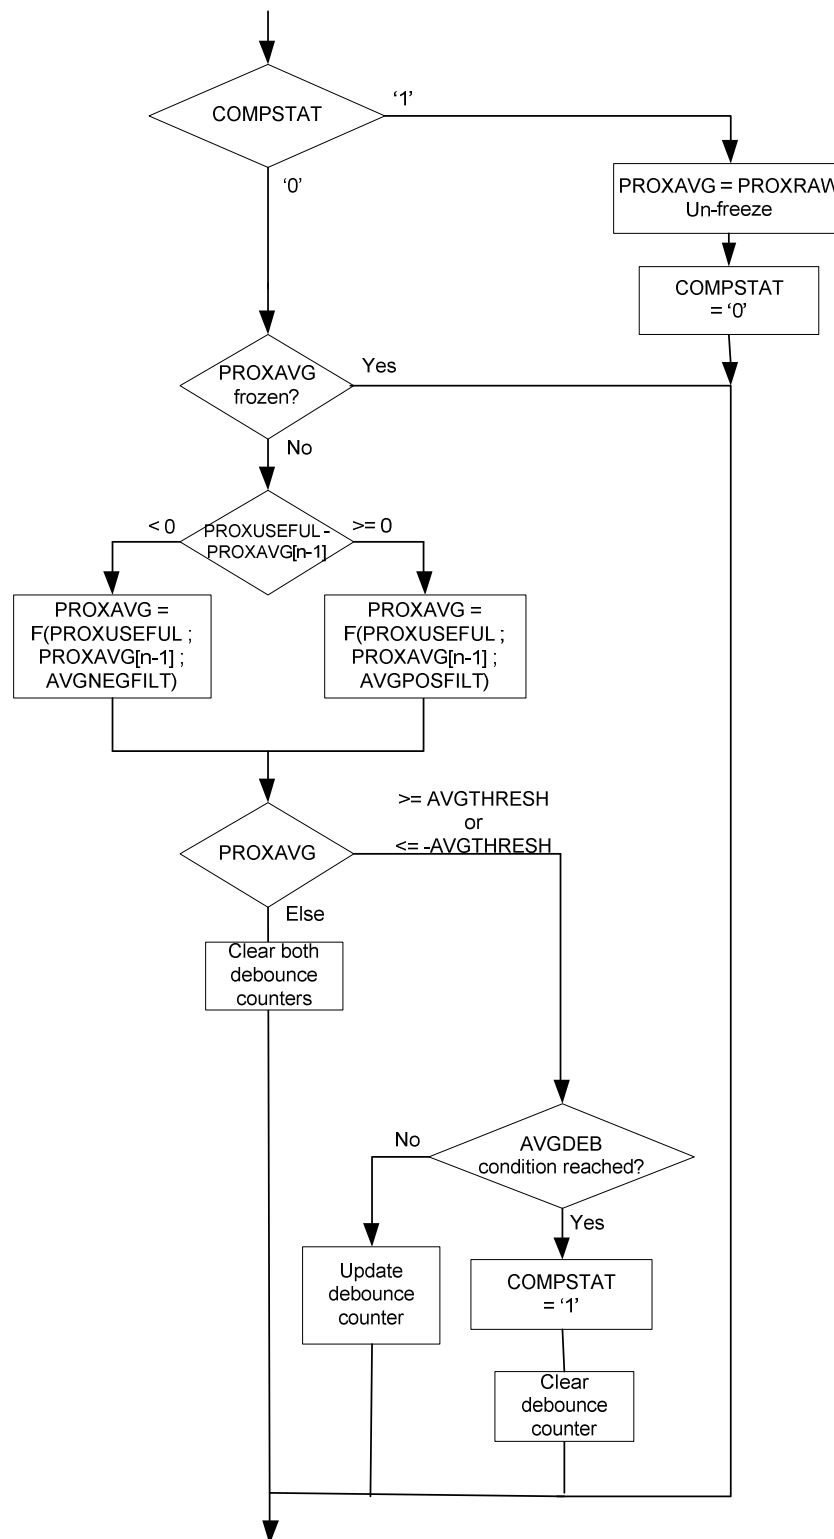 COMPSTAT
‘1’
‘0’
PROXAVG = PROXRAW
Un-freeze
COMPSTAT
= ‘0’
PROXAVG
frozen?
Yes
No
< 0
PROXUSEFUL -
PROXAVG[n-1]
>= 0
PROXAVG =
F(PROXUSEFUL ;
PROXAVG[n-1] ;
AVGNEGFILT)
PROXAVG =
F(PROXUSEFUL ;
PROXAVG[n-1] ;
AVGPOSFILT)
>= AVGTHRESH
or
<= -AVGTHRESH
PROXAVG
Else
Clear both
debounce
counters
No
AVGDEB
condition reached?
Yes
Update
debounce
counter
COMPSTAT
= ‘1’
Clear
debounce
counter